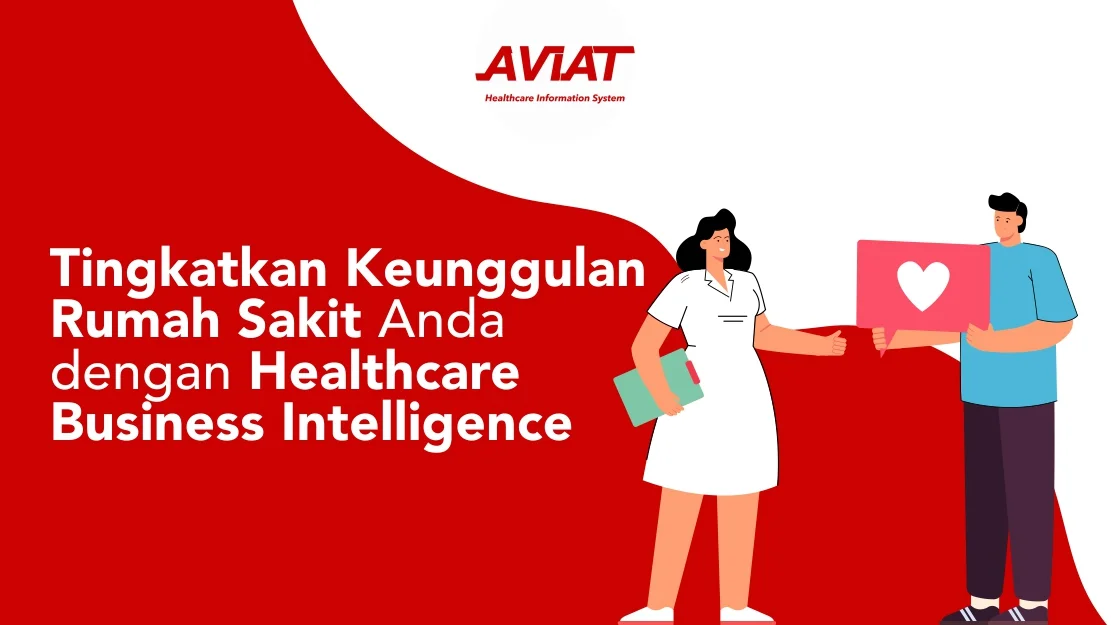 AViAT
Healthcare Information System
Tingkatkan Keunggulan
Rumah Sakit Anda
dengan Healthcare
Business Intelligence